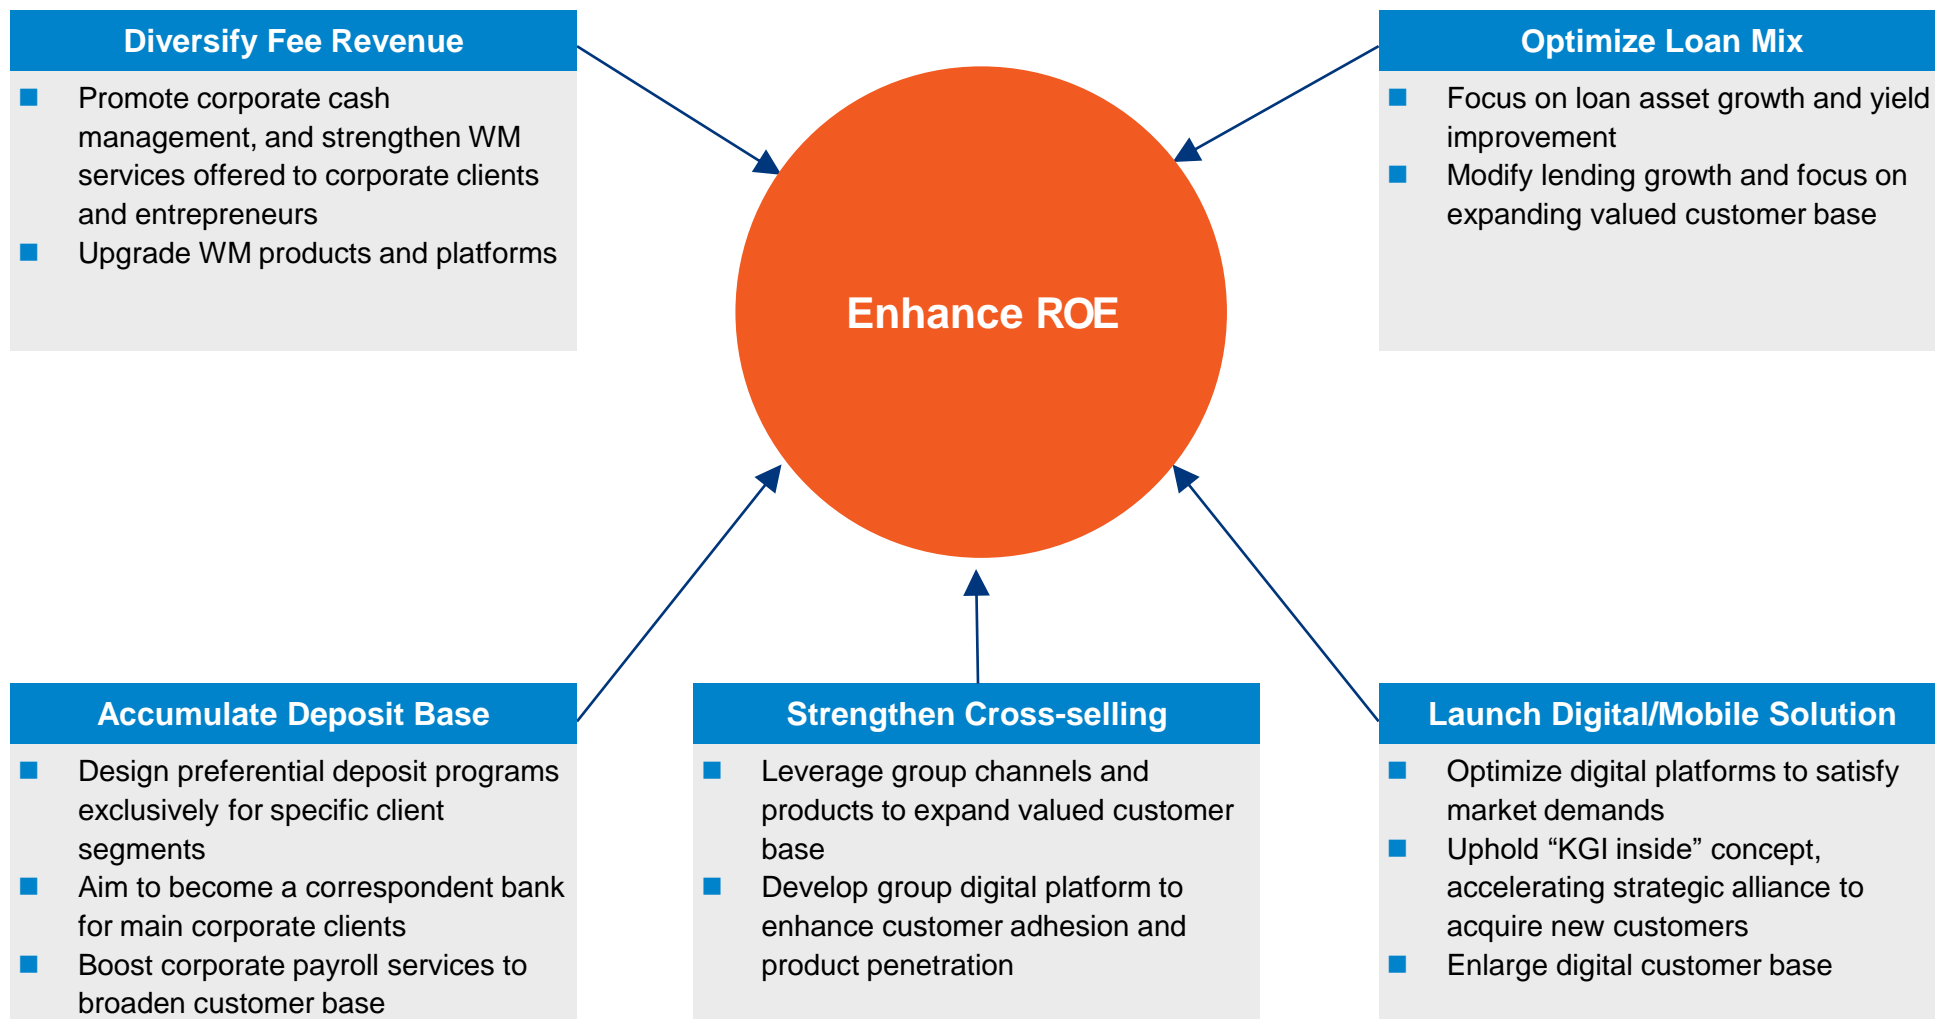 Diversify Fee Revenue
Promote corporate cash
management, and strengthen WM
services offered to corporate clients
and entrepreneurs
Upgrade WM products and platforms
Optimize Loan Mix
Focus on loan asset growth and yield
improvement
Modify lending growth and focus on
expanding valued customer base
Enhance ROE
Accumulate Deposit Base
Design preferential deposit programs
exclusively for specific client
segments
Aim to become a correspondent bank
for main corporate clients
Boost corporate payroll services to
broaden customer base
Strengthen Cross-selling
Leverage group channels and
products to expand valued customer
base
Develop group digital platform to
enhance customer adhesion and
product penetration
Launch Digital/Mobile Solution
Optimize digital platforms to satisfy
market demands
Uphold “KGI inside” concept,
accelerating strategic alliance to
acquire new customers
Enlarge digital customer base